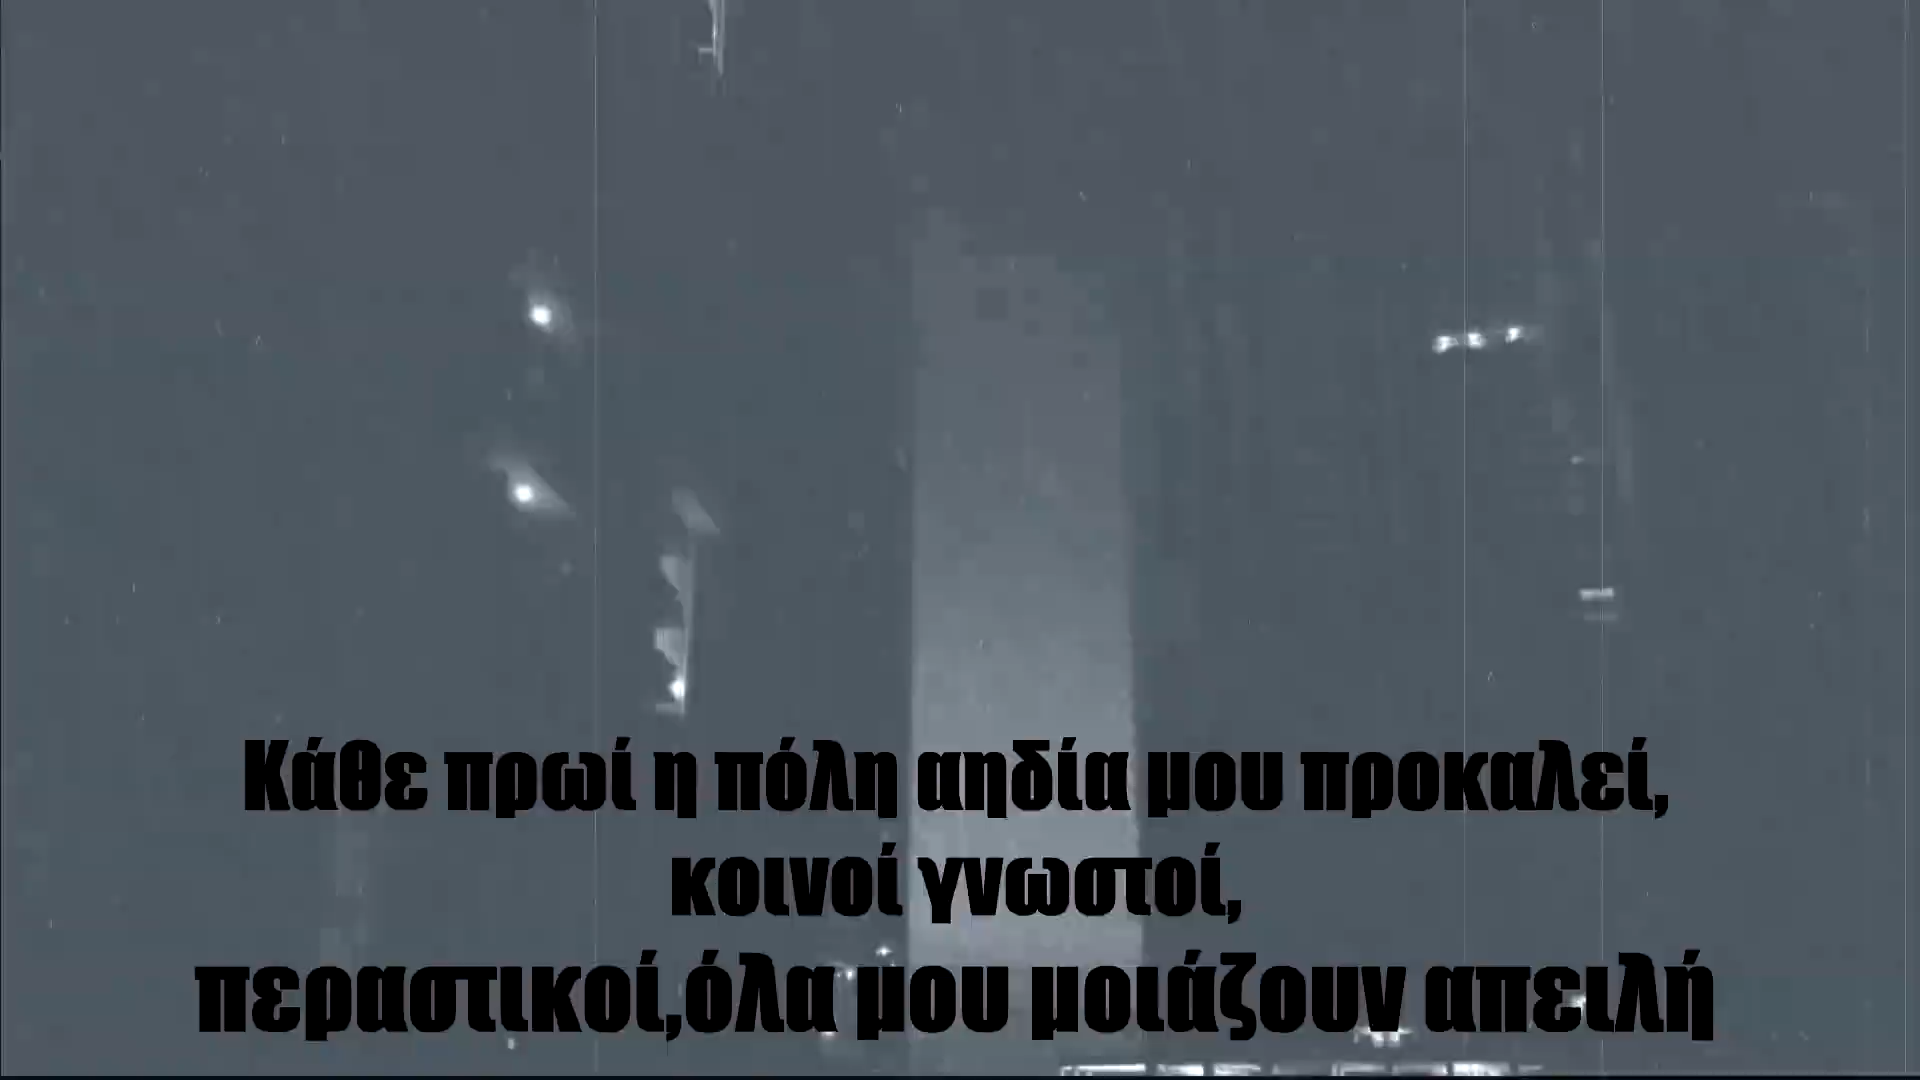 Κάθε πρωί η πόλη αηδία μου προκαλεί,
κοινοί γνωστοί,
περαστικοί,όλα μου μοιάζουν απειλή